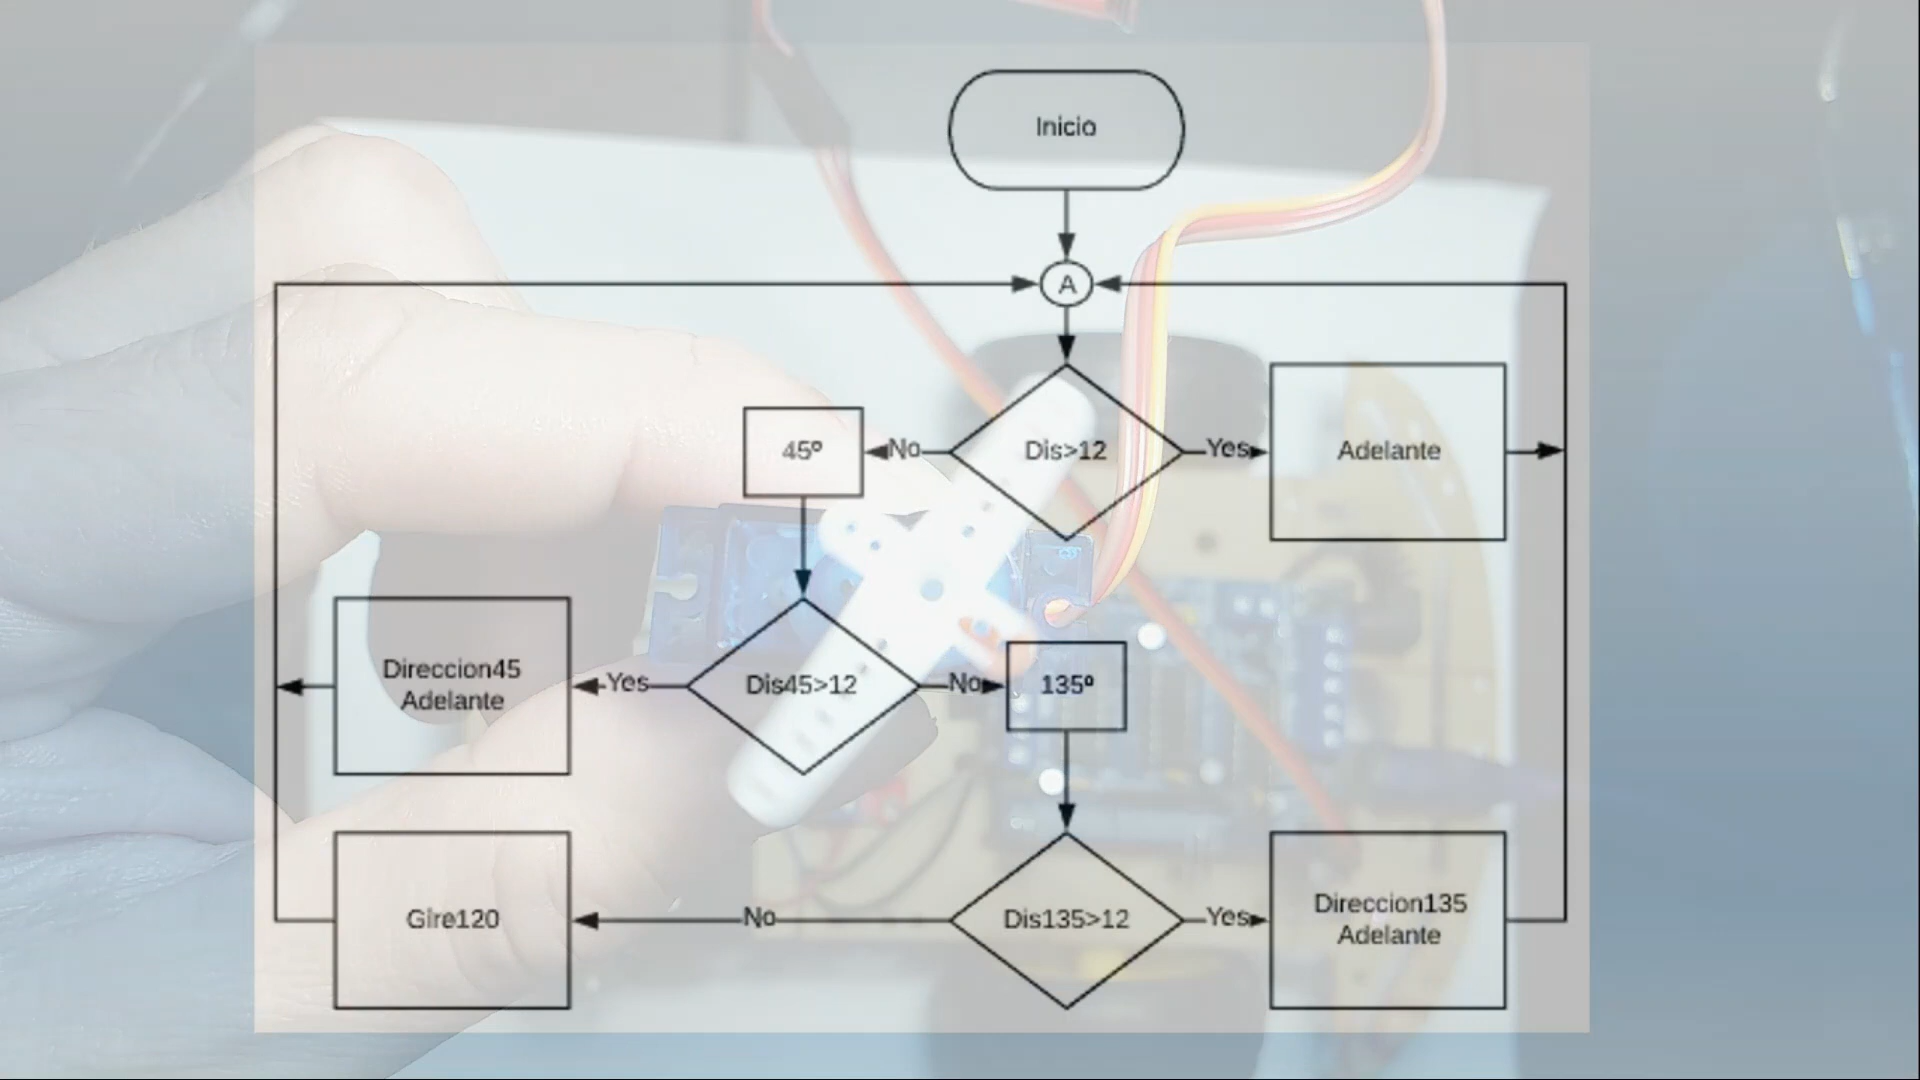 Inicio
A
45º
No
Dis>12
Yes
Adelante
Direccion45
Adelante
Yes
Dis45>12
No
135º
Gire120
No
Dis135>12
Yes
Direccion135
Adelante